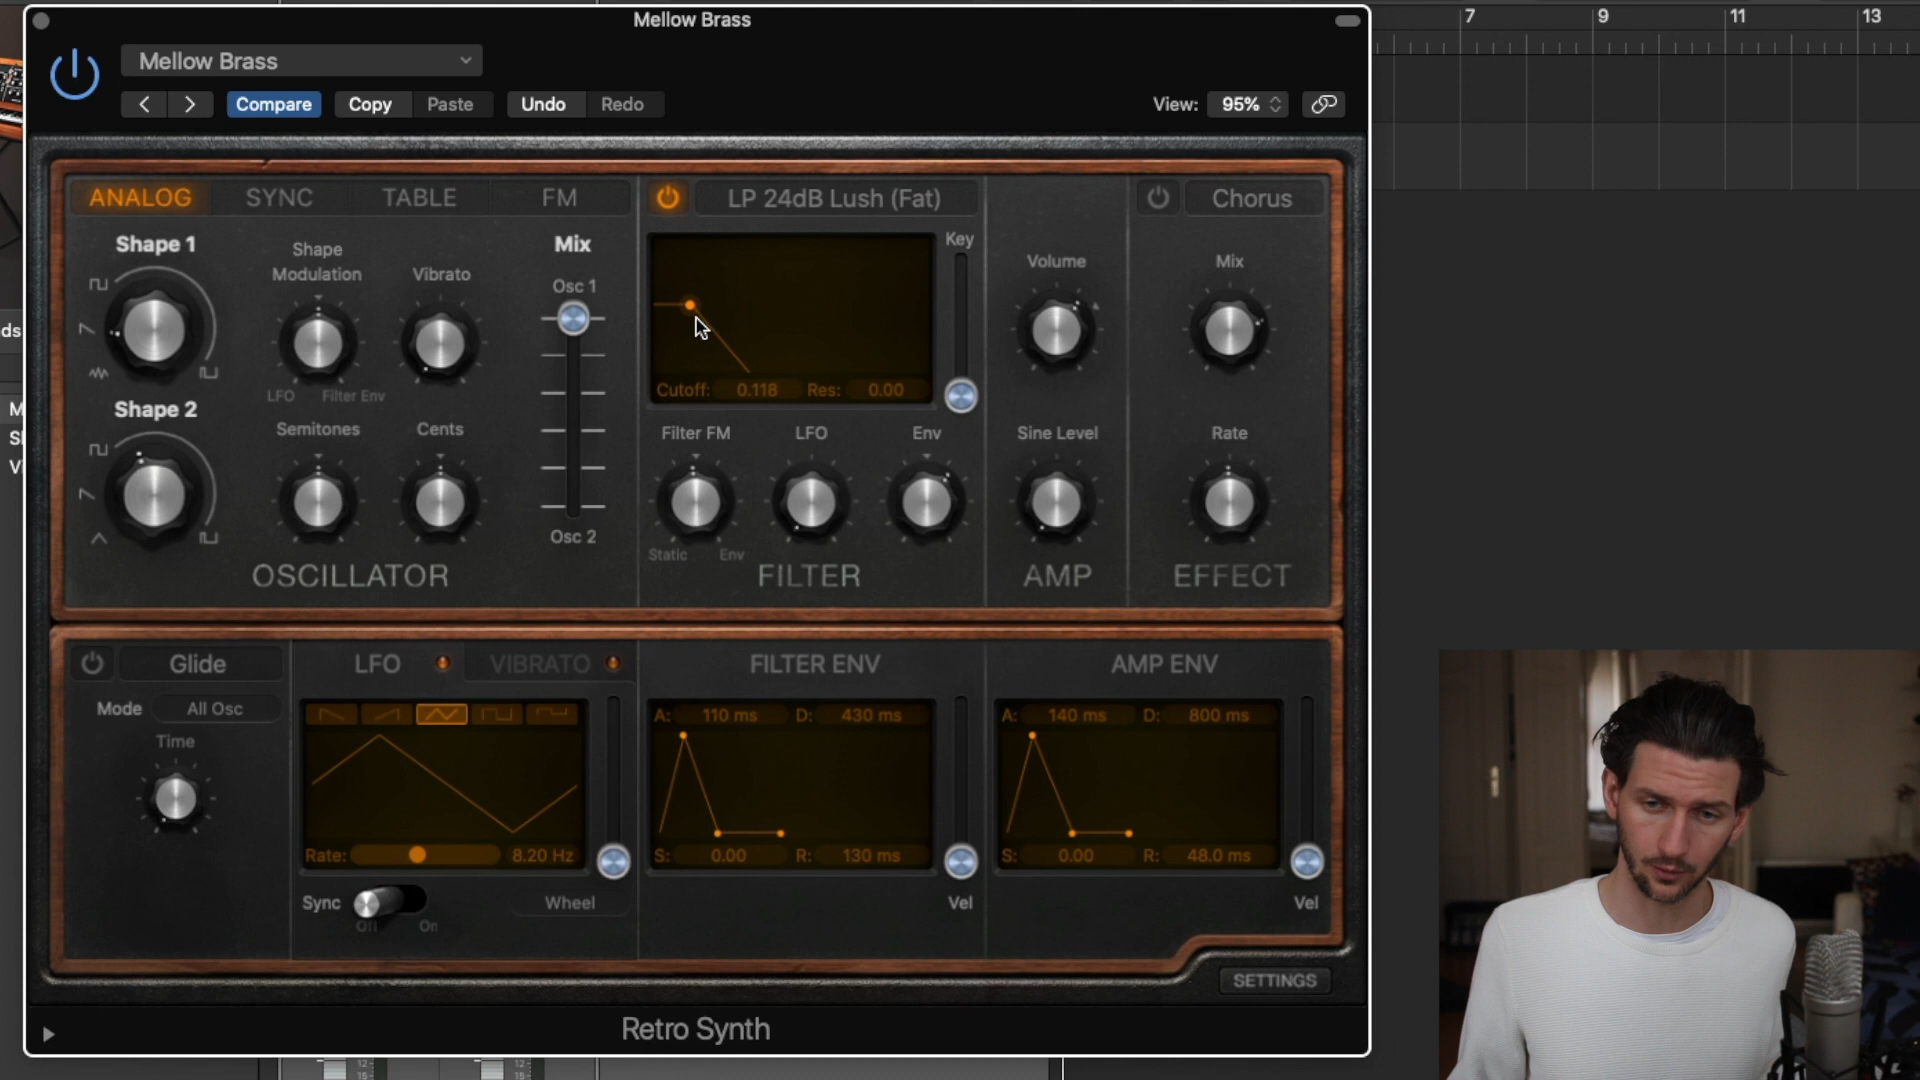 Mellow Brass
7 9 11 13
Mellow Brass
Compare Copy Paste Undo Redo View: 95%
ANALOG SYNC TABLE FM LP 24dB Lush (Fat) Chorus
Shape 1 Shape Modulation Vibrato Mix Key Volume Mix
Osc 1
Cutoff: 0.118 Res: 0.00
LFO Filter Env
ds
M
Shape 2 Semitones Cents Filter FM LFO Env Sine Level Rate
Osc 2
Static Env
OSCILLATOR FILTER AMP EFFECT
Glide LFO VIBRATO FILTER ENV AMP ENV
Mode All Osc A: 110 ms D: 430 ms A: 140 ms D: 800 ms
Time
Rate: 8.20 Hz S: 0.00 R: 130 ms S: 0.00 R: 48.0 ms
Sync Off On Wheel Vel Vel
SETTINGS
Retro Synth
12
15
12
15